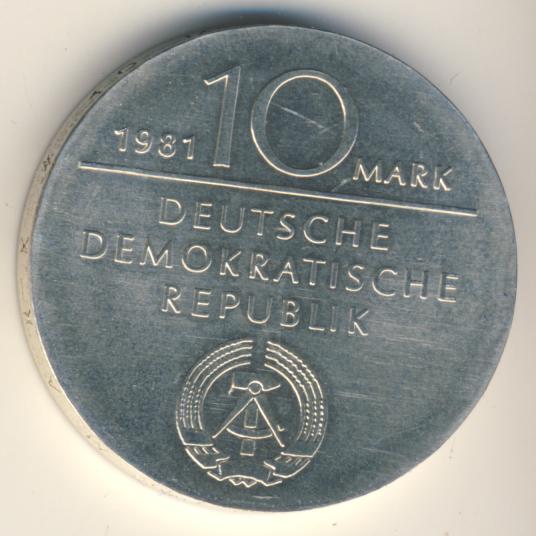 1981 10 MARK
DEUTSCHE
DEMOKRATISCHE
REPUBLIK